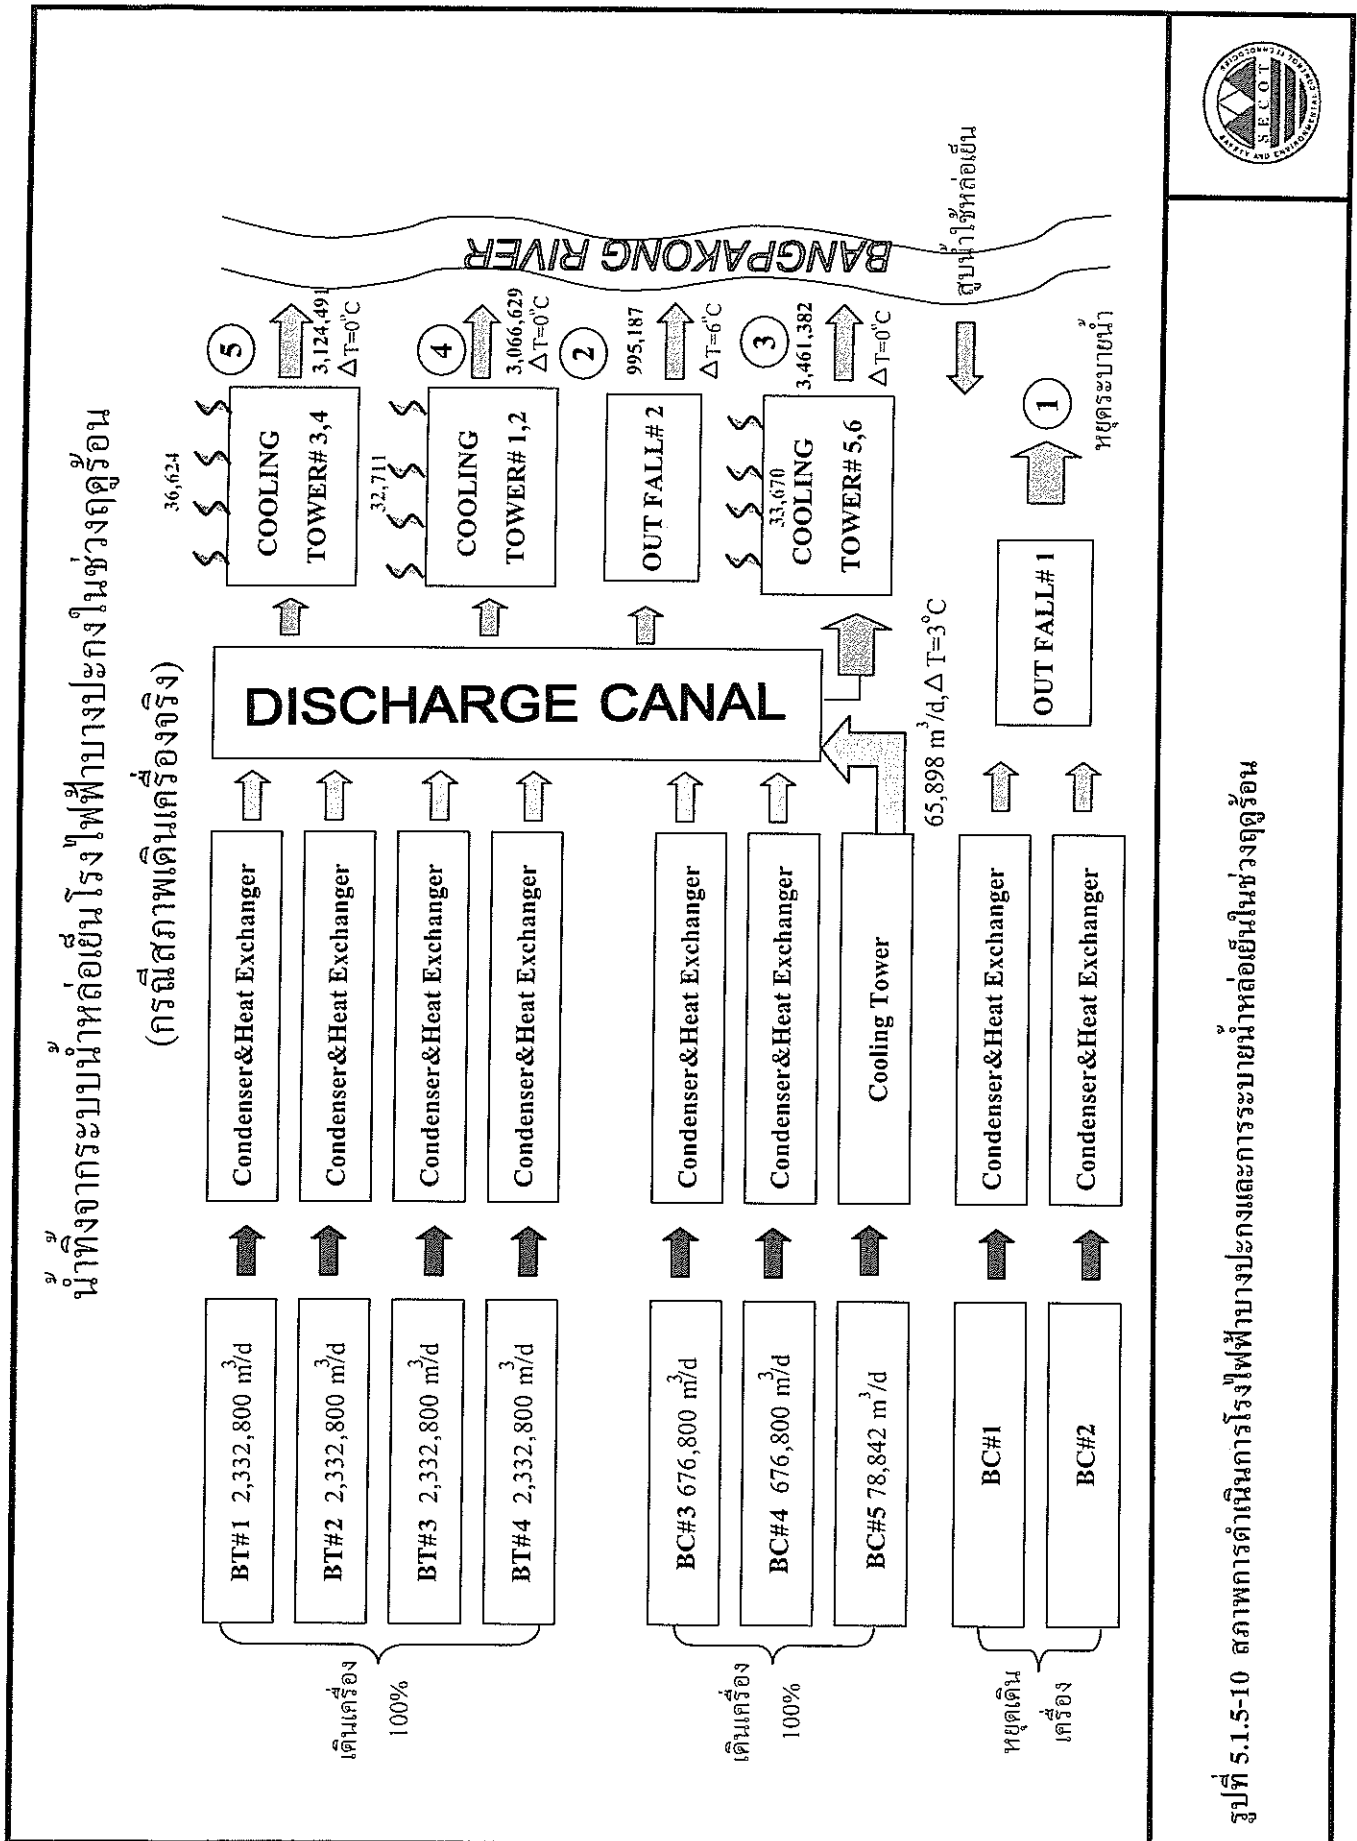 น้ำทิ้งจากระบบน้ำหล่อเย็นโรงไฟฟ้าบางปะกงในช่วงฤดูร้อน
(กรณีสภาพเดินเครื่องจริง)
เดินเครื่อง
100%
BT#1 2,332,800 m³/d
Condenser&Heat Exchanger
BT#2 2,332,800 m³/d
Condenser&Heat Exchanger
BT#3 2,332,800 m³/d
Condenser&Heat Exchanger
BT#4 2,332,800 m³/d
Condenser&Heat Exchanger
เดินเครื่อง
100%
BC#3 676,800 m³/d
Condenser&Heat Exchanger
BC#4 676,800 m³/d
Condenser&Heat Exchanger
BC#5 78,842 m³/d
Cooling Tower
65,898 m³/d,ΔT=3°C
หยุดเดิน
เครื่อง
BC#1
Condenser&Heat Exchanger
BC#2
Condenser&Heat Exchanger
DISCHARGE CANAL
36,624
COOLING
TOWER# 3,4
5
3,124,491
ΔT=0°C
32,711
COOLING
TOWER# 1,2
4
3,066,629
ΔT=0°C
OUT FALL# 2
2
995,187
ΔT=6°C
33,670
COOLING
TOWER# 5,6
3
3,461,382
ΔT=0°C
OUT FALL# 1
1
หยุดระบายน้ำ
สูบน้ำใช้หล่อเย็น
BANGPAKONG RIVER
รูปที่ 5.1.5-10 สภาพการดำเนินการโรงไฟฟ้าบางปะกงและการระบายน้ำหล่อเย็นในช่วงฤดูร้อน
SECOT
SAFETY AND ENVIRONMENTAL CONTROL TECHNOLOGIES